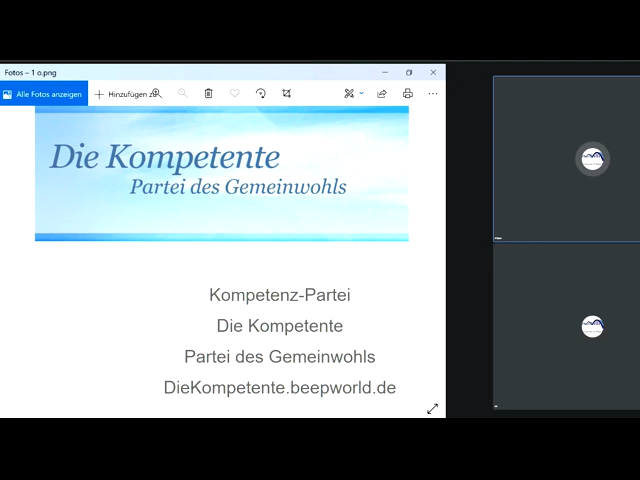 Fotos – 1 o.png
Alle Fotos anzeigen
Hinzufügen z
Die Kompetente
Partei des Gemeinwohls
Kompetenz-Partei
Die Kompetente
Partei des Gemeinwohls
DieKompetente.beepworld.de